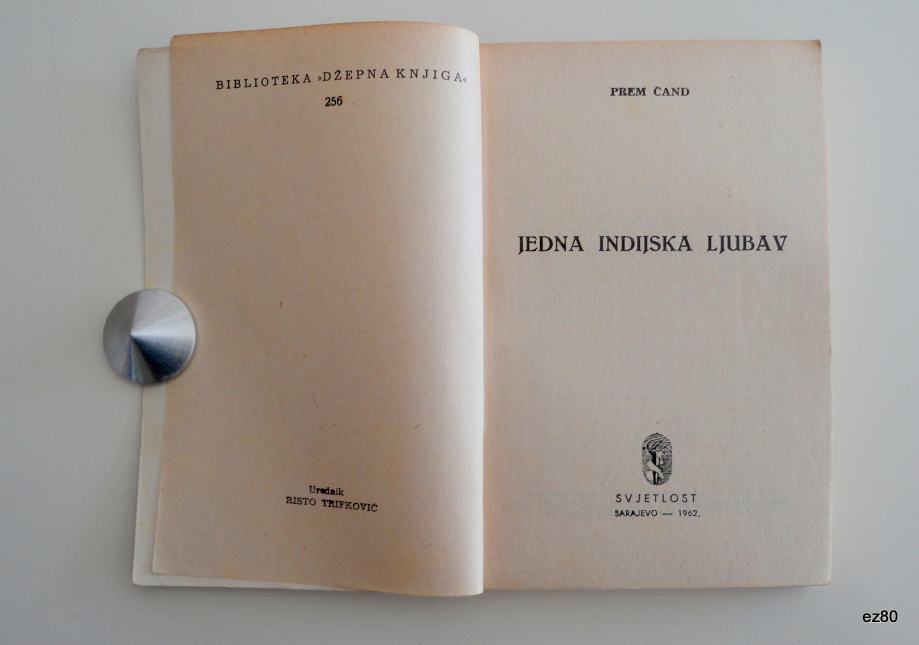 BIBLIOTEKA »DŽEPNA KNJIGA«
256
Urednik
RISTO TRIFKOVIĆ
PREM ČAND
JEDNA INDIJSKA LJUBAV
SVJETLOST
SARAJEVO — 1962.
ez80